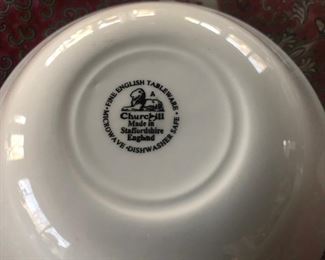 FINE ENGLISH TABLEWARE
Churchill
Made in
Staffordshire
England
MICROWAVE • DISHWASHER SAFE •